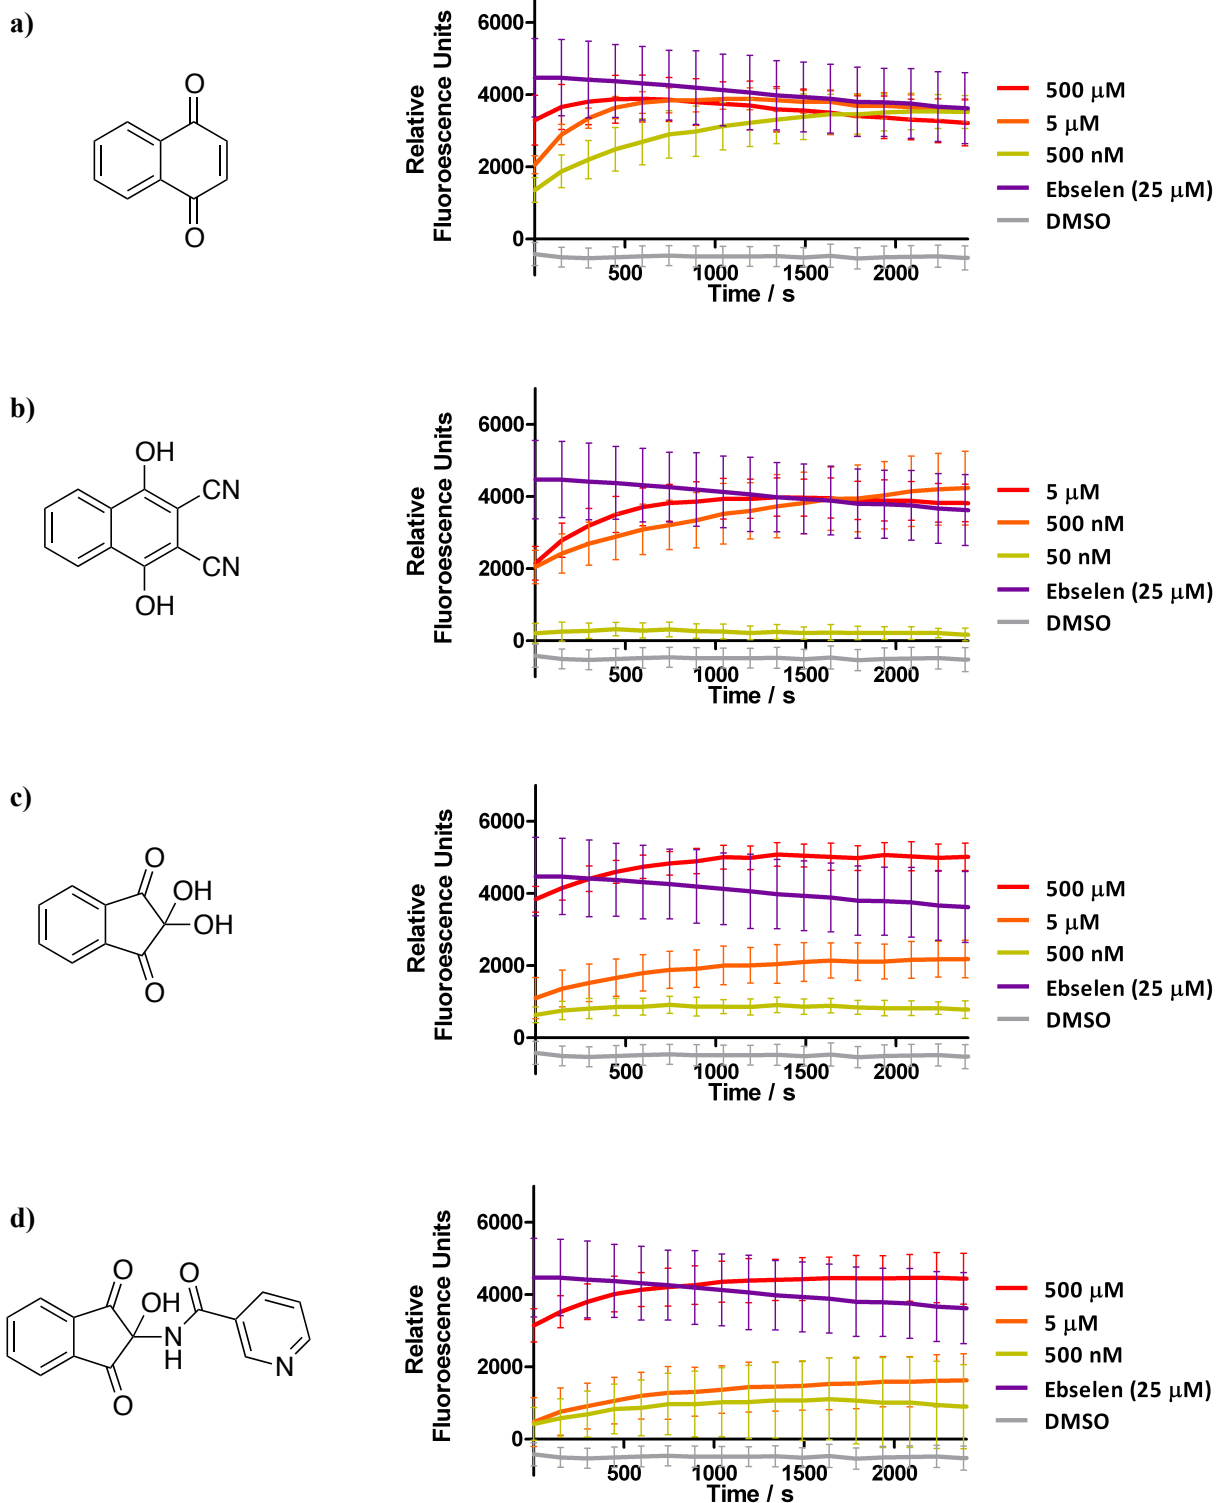 a)
O
O
Relative
Fluoroescence Units
6000
4000
2000
0
500
1000
1500
2000
Time / s
500 μM
5 μM
500 nM
Ebselen (25 μM)
DMSO
b)
OH
CN
CN
OH
Relative
Fluoroescence Units
6000
4000
2000
0
500
1000
1500
2000
Time / s
5 μM
500 nM
50 nM
Ebselen (25 μM)
DMSO
c)
O
OH
OH
O
Relative
Fluoroescence Units
6000
4000
2000
0
500
1000
1500
2000
Time / s
500 μM
5 μM
500 nM
Ebselen (25 μM)
DMSO
d)
O
OH
O
N
H
N
O
Relative
Fluoroescence Units
6000
4000
2000
0
500
1000
1500
2000
Time / s
500 μM
5 μM
500 nM
Ebselen (25 μM)
DMSO